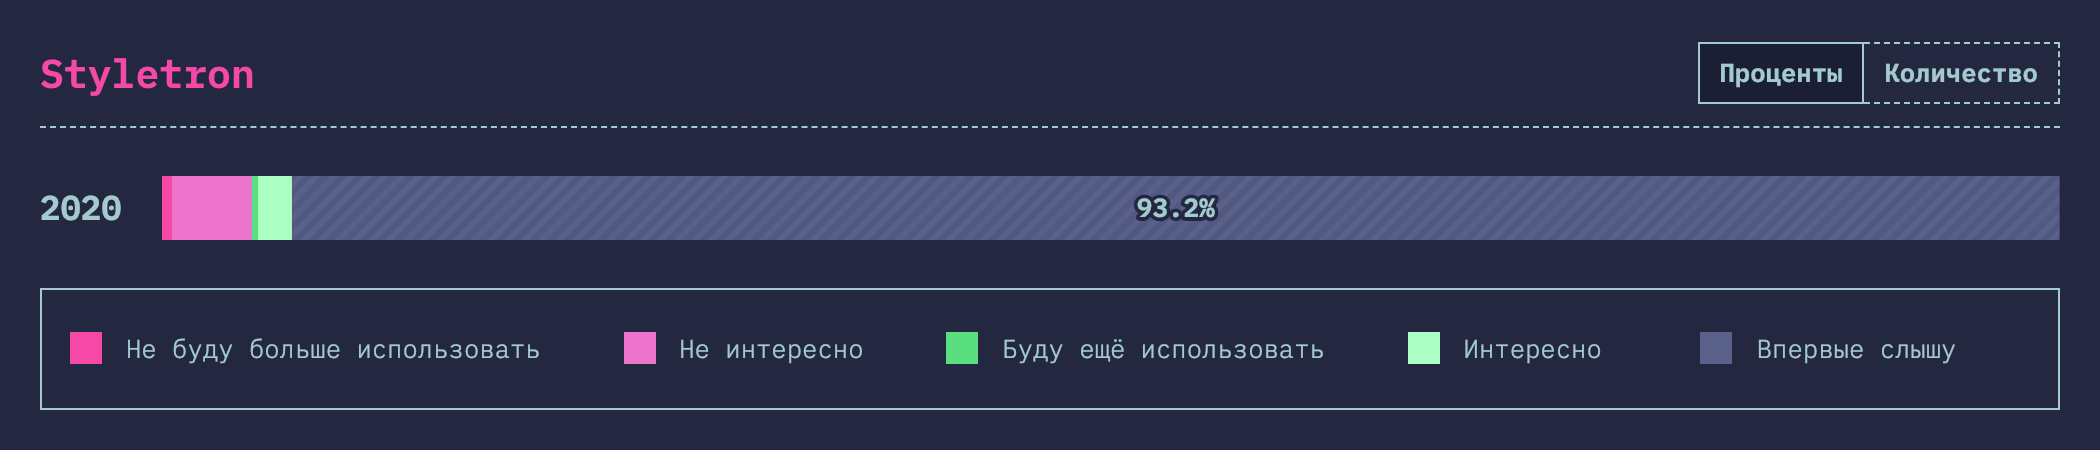 Styletron
Проценты Количество
2020 93.2%
Не буду больше использовать Не интересно Буду ещё использовать Интересно Впервые слышу